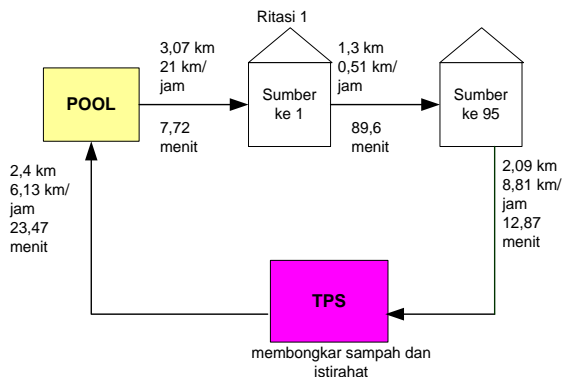 Ritasi 1
3,07 km
21 km/
jam
7,72
menit
1,3 km
0,51 km/
jam
89,6
menit
POOL
Sumber
ke 1
Sumber
ke 95
2,4 km
6,13 km/
jam
23,47
menit
2,09 km
8,81 km/
jam
12,87
menit
TPS
membongkar sampah dan
istirahat